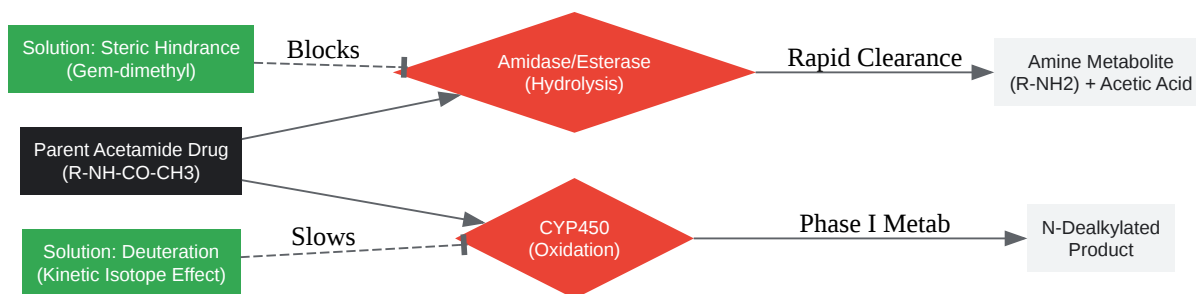 Solution: Steric Hindrance
(Gem-dimethyl)
Blocks
Amidase/Esterase
(Hydrolysis)
Rapid Clearance
Amine Metabolite
(R-NH2) + Acetic Acid
Parent Acetamide Drug
(R-NH-CO-CH3)
Solution: Deuteration
(Kinetic Isotope Effect)
Slows
CYP450
(Oxidation)
Phase I Metab
N-Dealkylated
Product